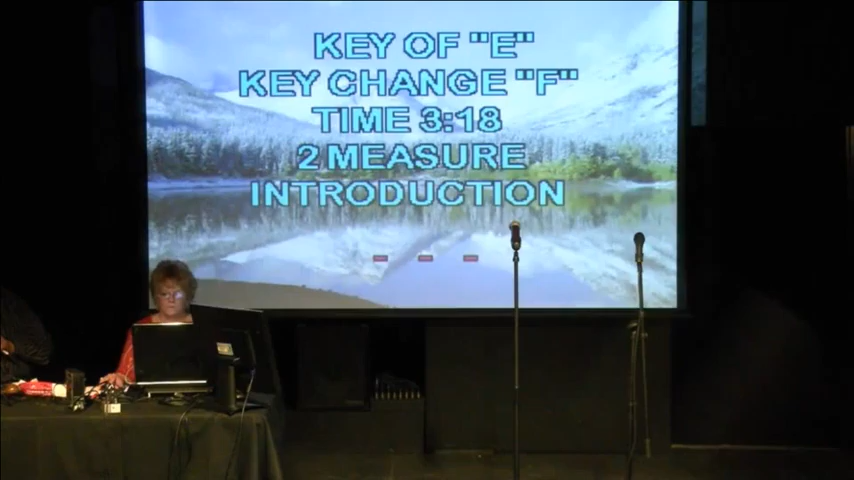 KEY OF "E"
KEY CHANGE "F"
TIME 3:18
2 MEASURE
INTRODUCTION